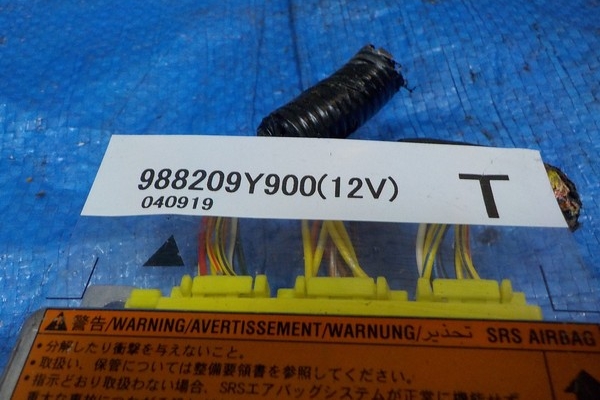 988209Y900(12V)
T
040919
警告/WARNING/AVERTISSEMENT/WARNUNG/تحذير SRS AIRBAG
・分解したり衝撃を与えないこと。
・取扱い、保管については整備要領書を参照してください。
・指示どおり取扱わない場合、SRSエアバッグシステムが正常に機能せず